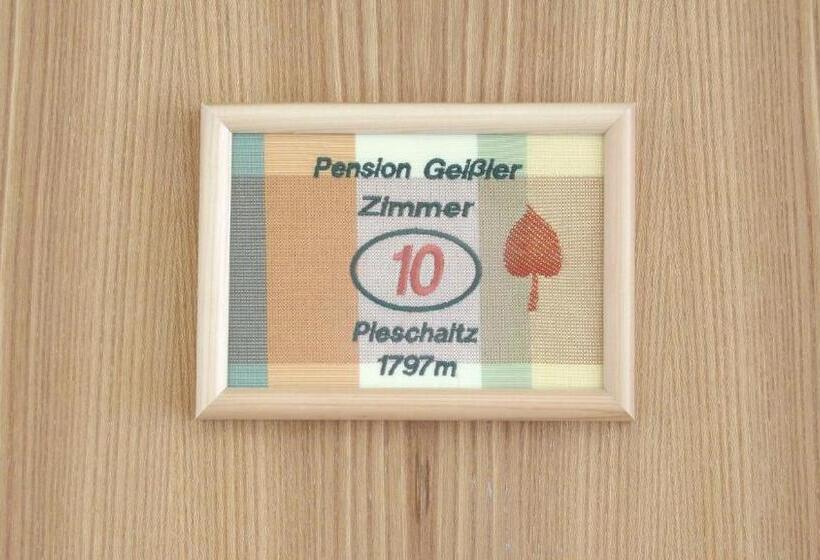 Pension Geißler
Zimmer
10
Pleschaitz
1797m